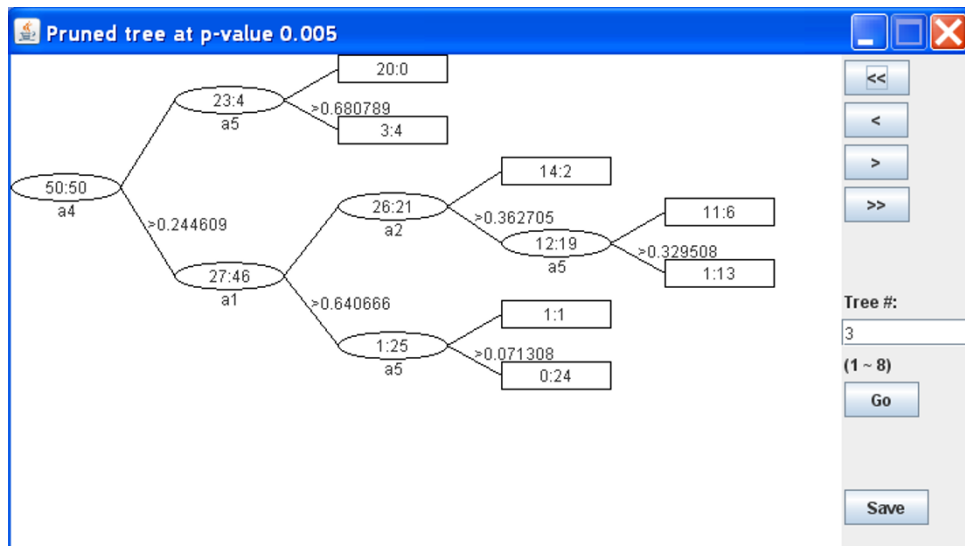 Pruned tree at p-value 0.005
20:0
23:4
a5
>0.680789
3:4
50:50
a4
>0.244609
14:2
26:21
a2
>0.362705
11:6
12:19
a5
>0.329508
1:13
27:46
a1
>0.640666
1:1
1:25
a5
>0.071308
0:24
<<
<
>
>>
Tree #:
3
(1 ~ 8)
Go
Save